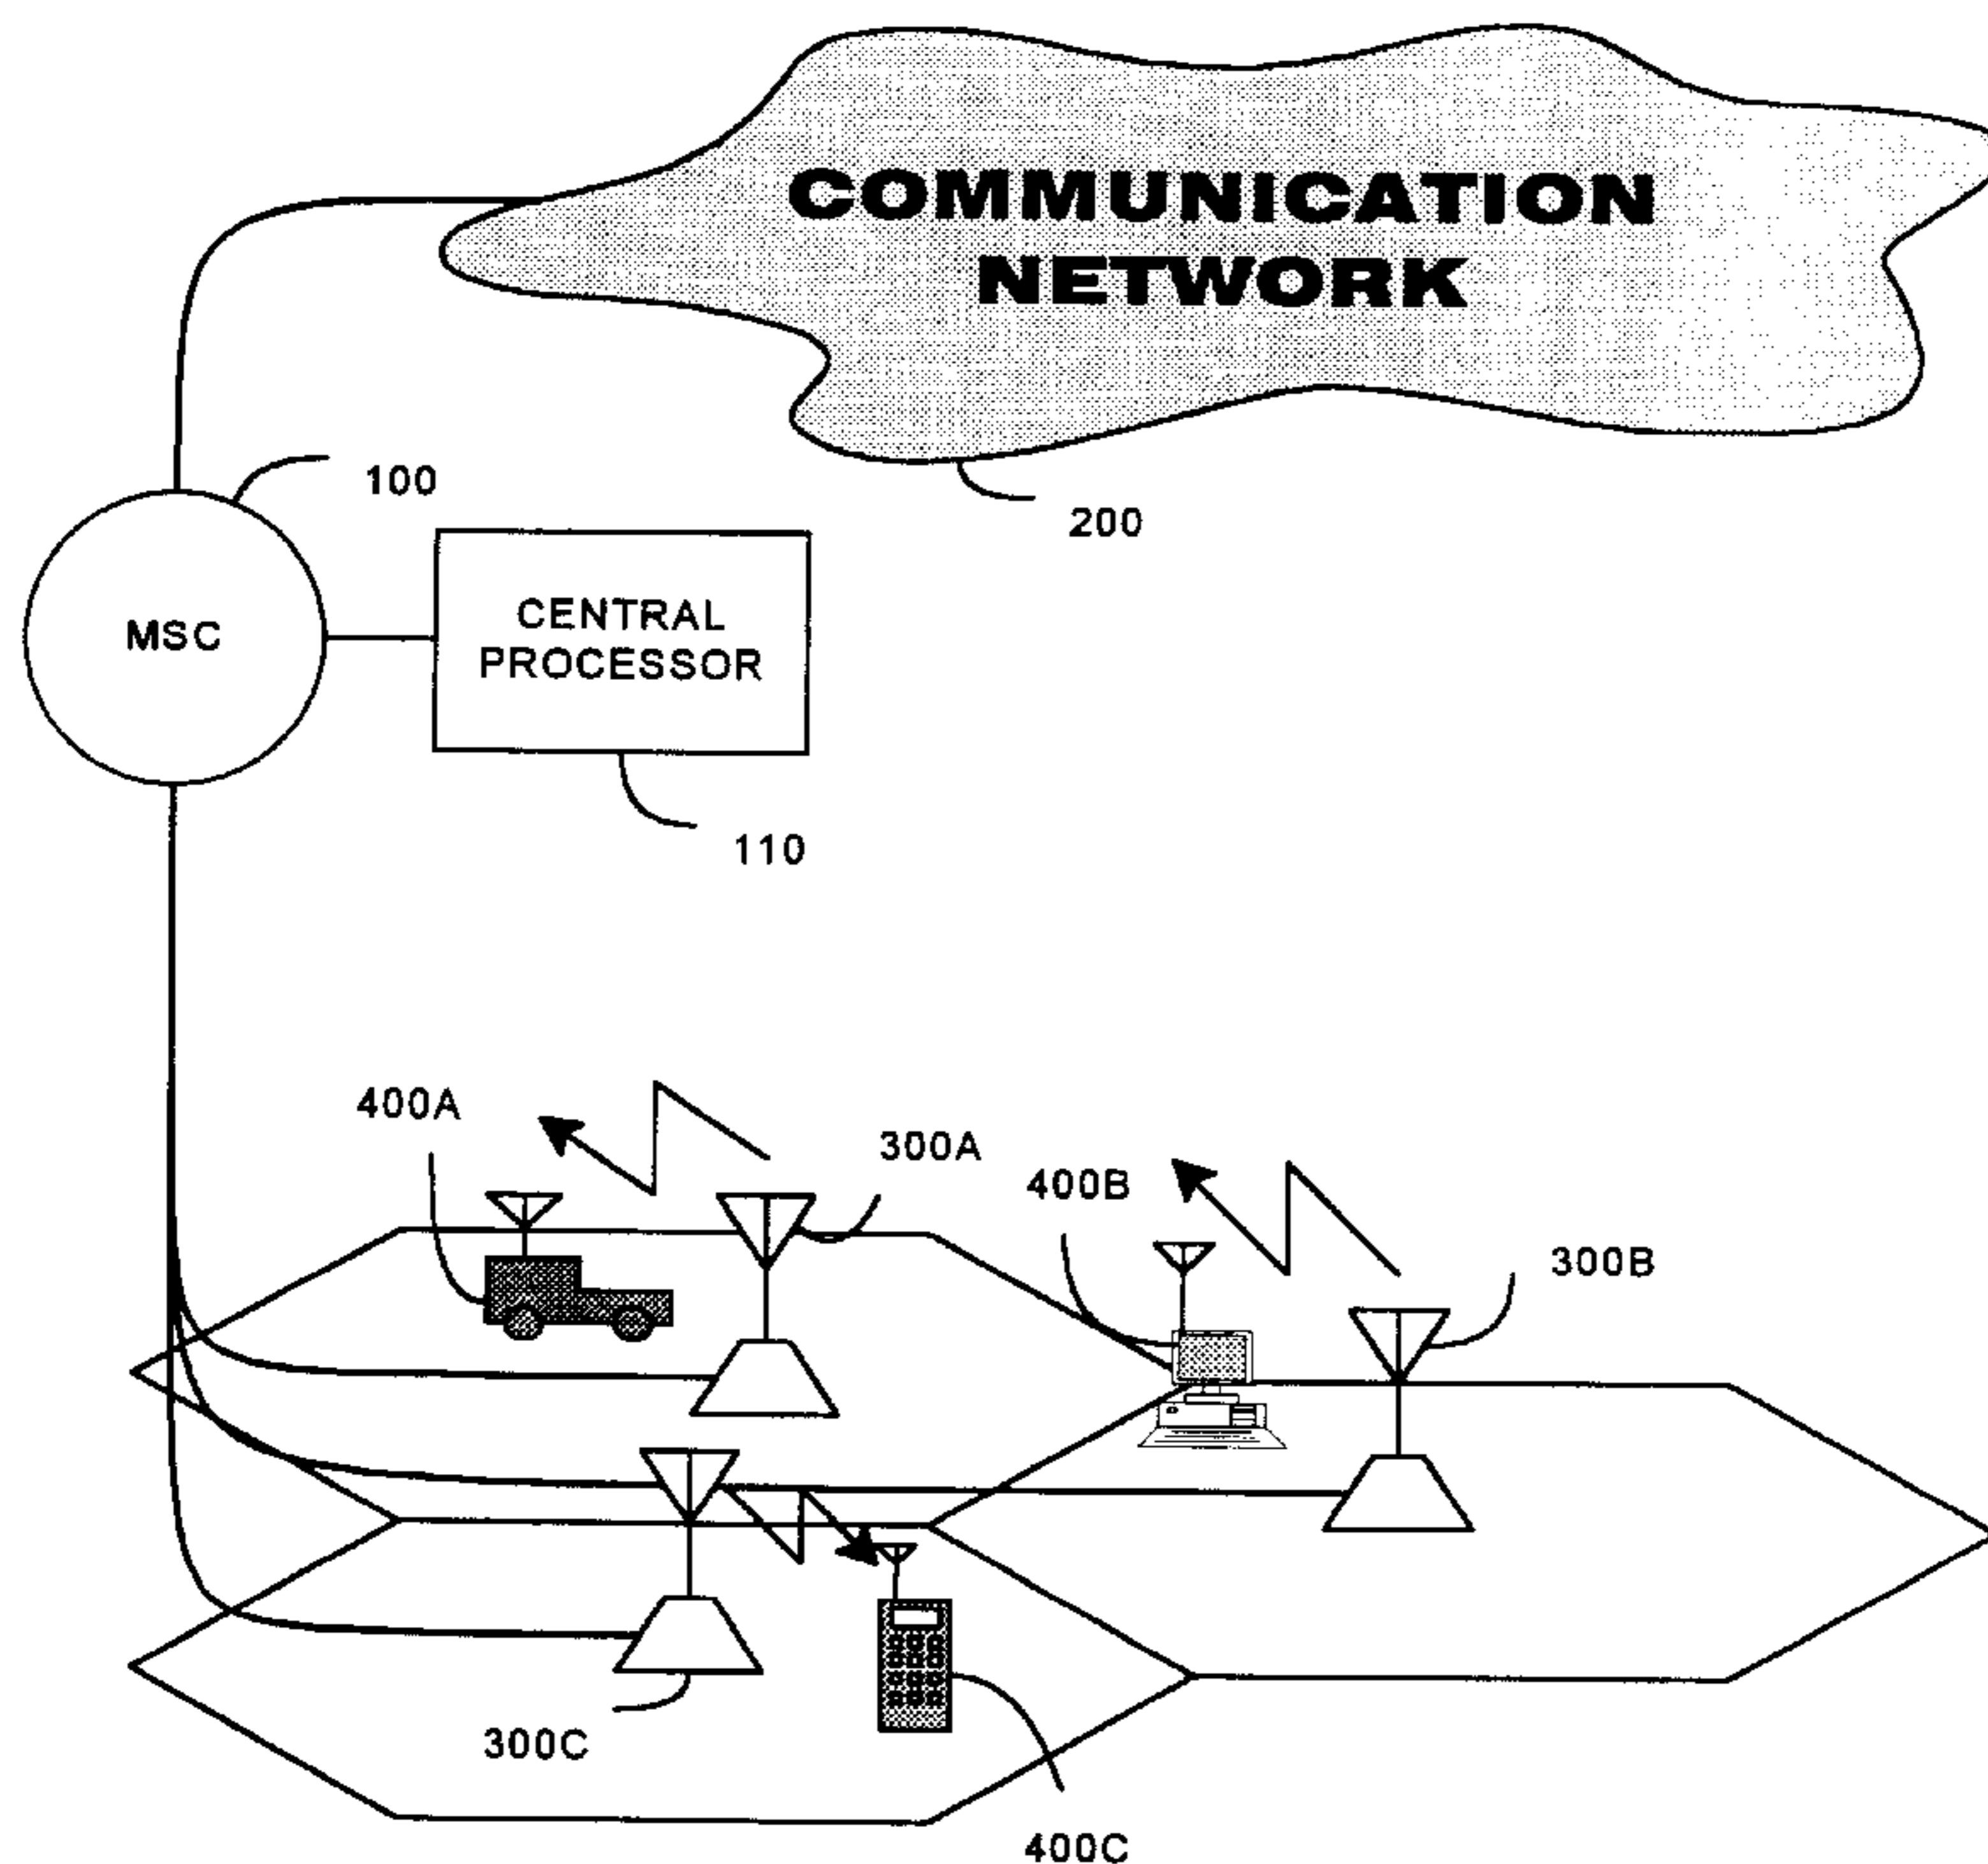 COMMUNICATION
NETWORK
100
200
MSC
CENTRAL
PROCESSOR
110
400A
300A
400B
300B
300C
400C